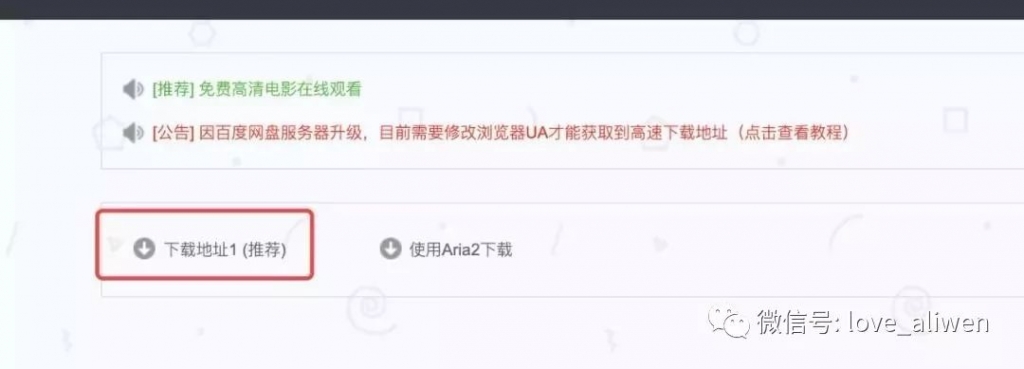 [推荐] 免费高清电影在线观看
[公告] 因百度网盘服务器升级，目前需要修改浏览器UA才能获取到高速下载地址（点击查看教程）
下载地址1 (推荐) 使用Aria2下载
微信号: love_aliwen